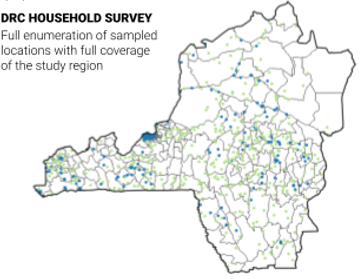 DRC HOUSEHOLD SURVEY
Full enumeration of sampled
locations with full coverage
of the study region